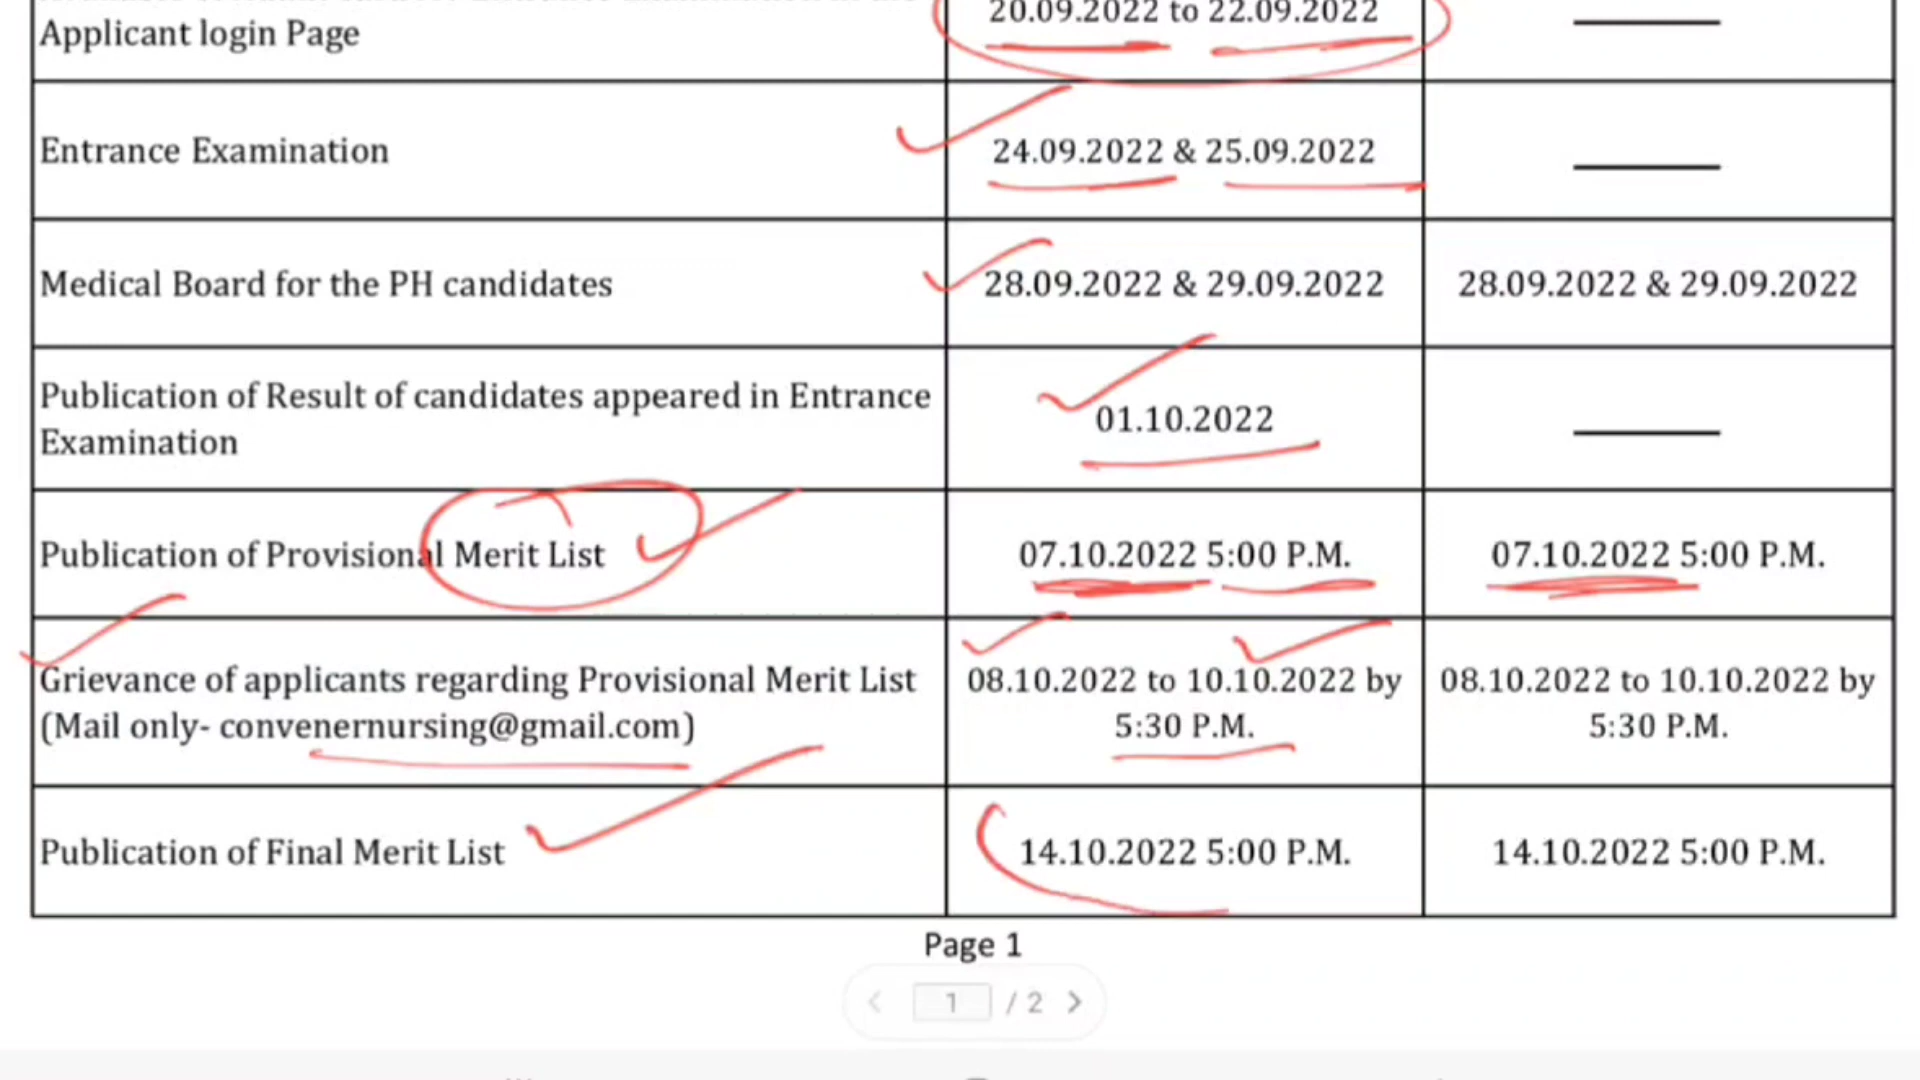 20.09.2022 to 22.09.2022
Applicant login Page
Entrance Examination
24.09.2022 & 25.09.2022
Medical Board for the PH candidates
28.09.2022 & 29.09.2022
28.09.2022 & 29.09.2022
Publication of Result of candidates appeared in Entrance
Examination
01.10.2022
Publication of Provisional Merit List
07.10.2022 5:00 P.M.
07.10.2022 5:00 P.M.
Grievance of applicants regarding Provisional Merit List
(Mail only- convenernursing@gmail.com)
08.10.2022 to 10.10.2022 by
5:30 P.M.
08.10.2022 to 10.10.2022 by
5:30 P.M.
Publication of Final Merit List
14.10.2022 5:00 P.M.
14.10.2022 5:00 P.M.
Page 1
1 / 2